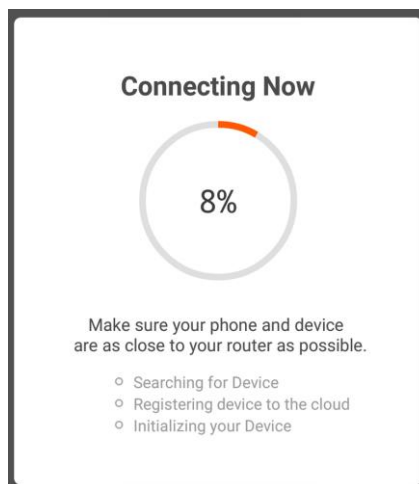 Connecting Now
8%
Make sure your phone and device
are as close to your router as possible.
Searching for Device
Registering device to the cloud
Initializing your Device